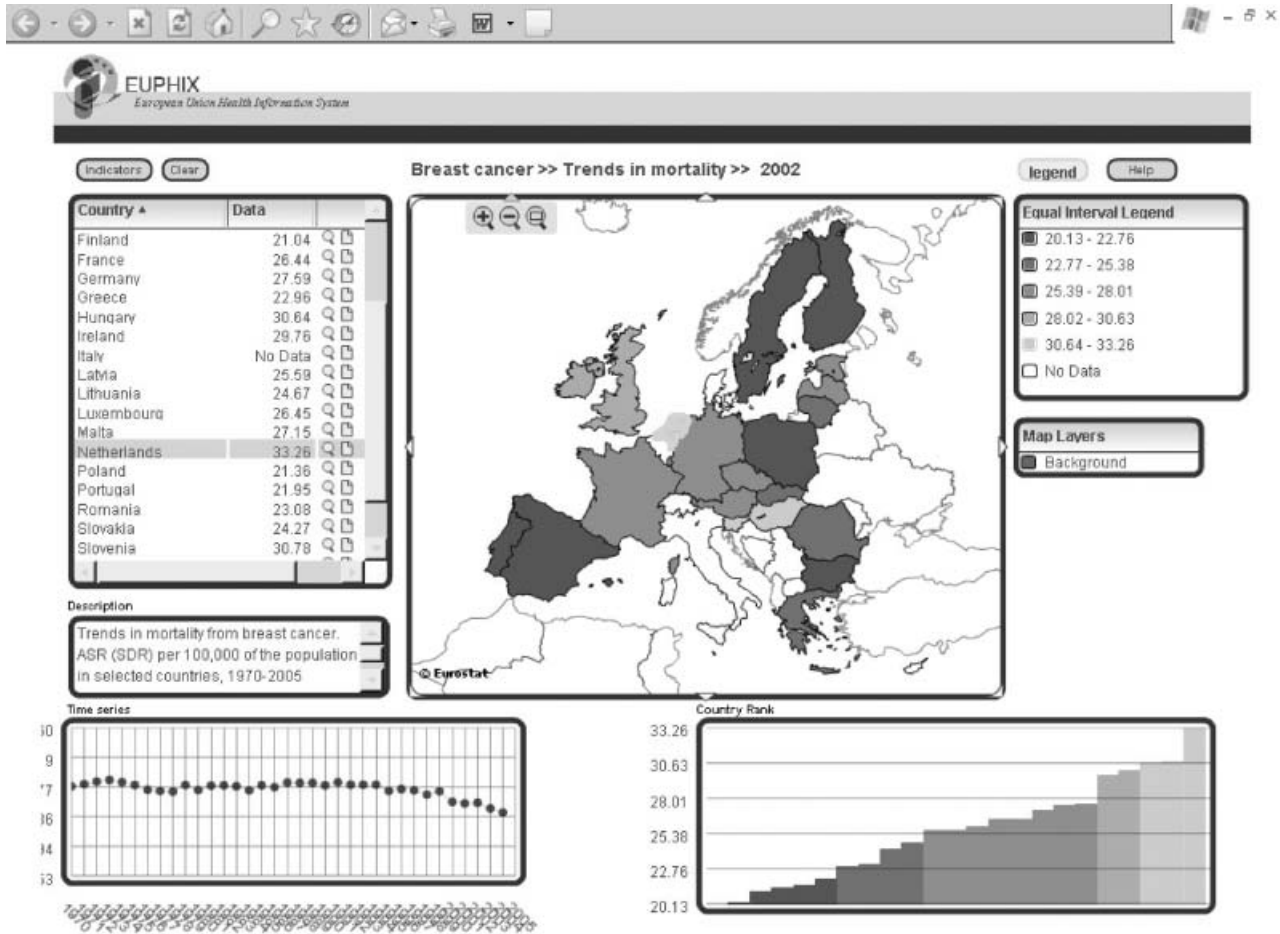 EUPHIX
European Union Health Information System
Indicators Clear
Breast cancer >> Trends in mortality >> 2002
legend Help
Country Data
Finland 21.04
France 26.44
Germany 27.59
Greece 22.96
Hungary 30.64
Ireland 29.76
Italy No Data
Latvia 25.59
Lithuania 24.67
Luxembourg 26.45
Malta 27.15
Netherlands 33.26
Poland 21.36
Portugal 21.95
Romania 23.08
Slovakia 24.27
Slovenia 30.78
© Eurostat
Equal Interval Legend
20.13 - 22.76
22.77 - 25.38
25.39 - 28.01
28.02 - 30.63
30.64 - 33.26
No Data
Map Layers
Background
Description
Trends in mortality from breast cancer.
ASR (SDR) per 100,000 of the population
in selected countries, 1970-2005
Time series
Country Rank
33.26
30.63
28.01
25.38
22.76
20.13